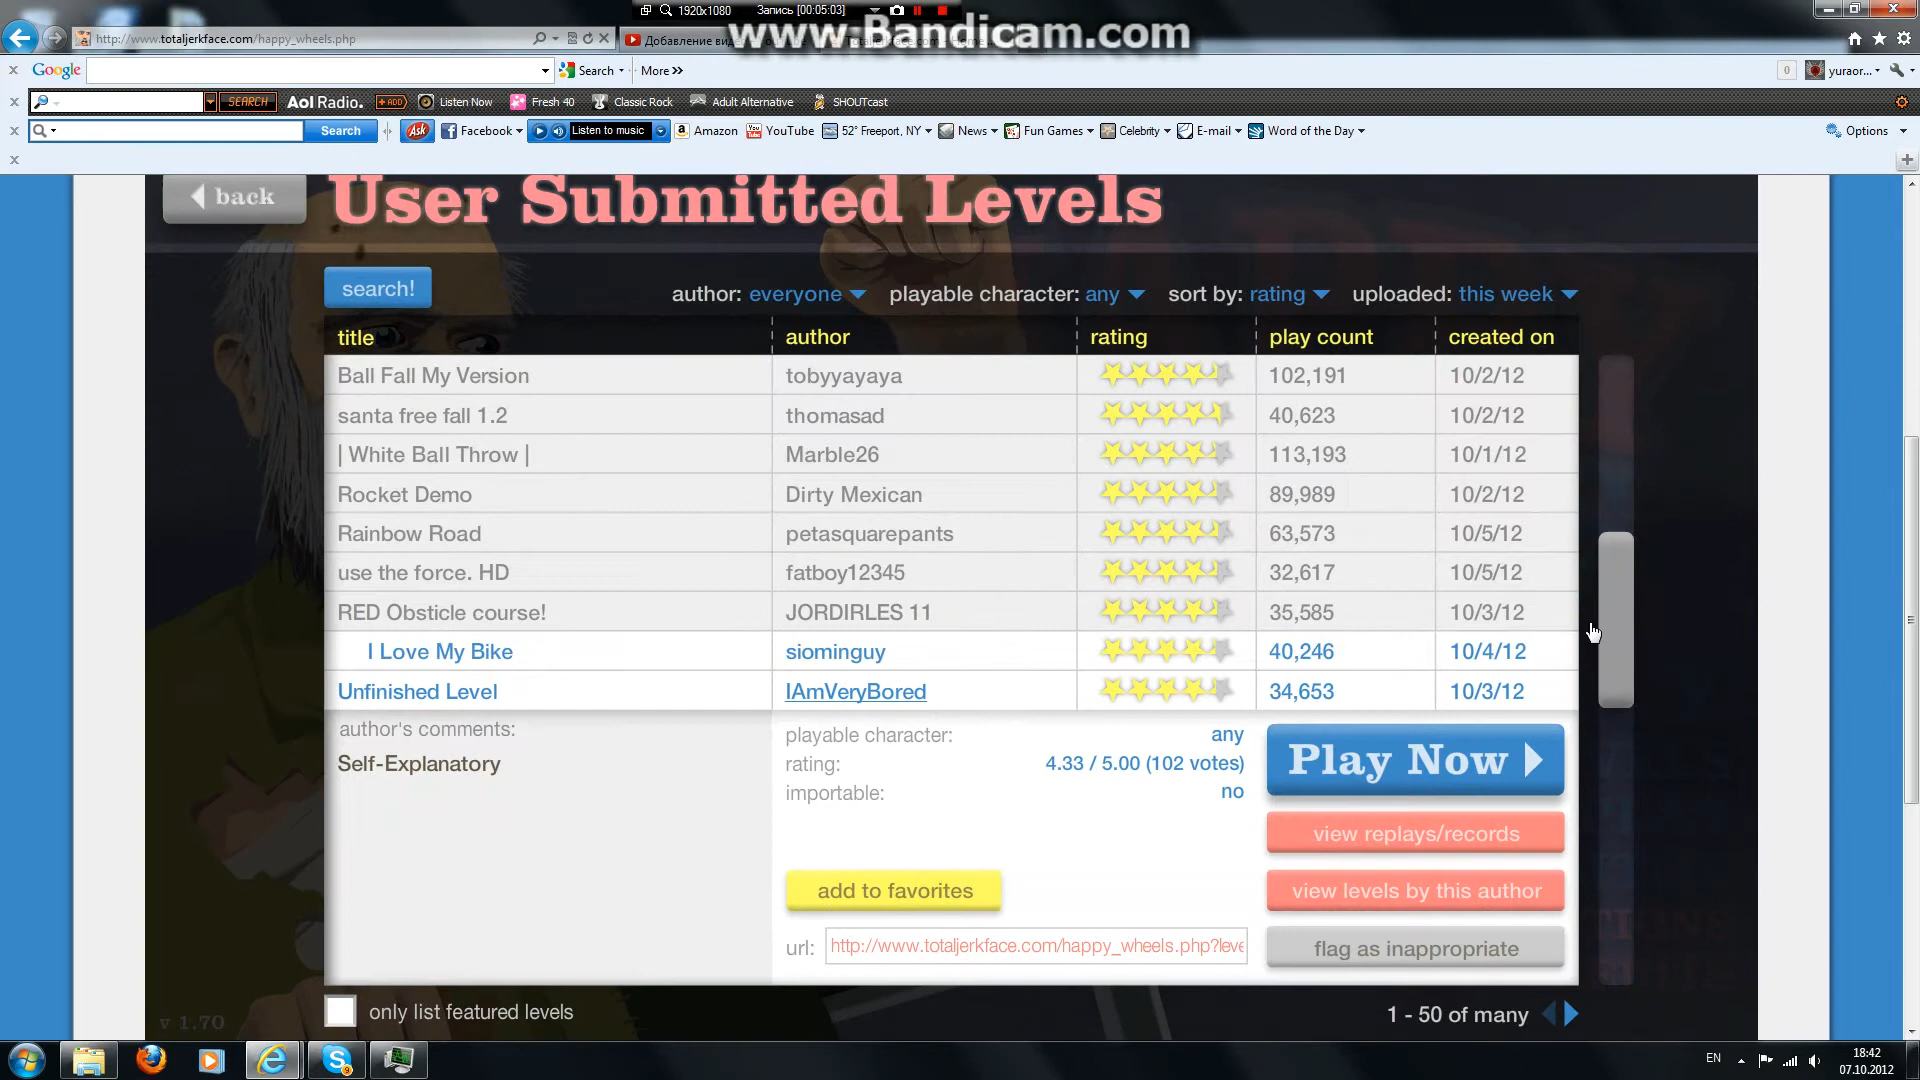 1920x1080 Запись [00:05:03]
www.Bandicam.com
http://www.totaljerkface.com/happy_wheels.php
Google Search More »
0 yuraor...
SEARCH Aol Radio. +ADD Listen Now Fresh 40 Classic Rock Adult Alternative SHOUTcast
Search Ask Facebook Listen to music Amazon YouTube 52° Freeport, NY News Fun Games Celebrity E-mail Word of the Day Options
back User Submitted Levels
search! author: everyone playable character: any sort by: rating uploaded: this week
title author rating play count created on
Ball Fall My Version tobyyayaya 102,191 10/2/12
santa free fall 1.2 thomasad 40,623 10/2/12
| White Ball Throw | Marble26 113,193 10/1/12
Rocket Demo Dirty Mexican 89,989 10/2/12
Rainbow Road petasquarepants 63,573 10/5/12
use the force. HD fatboy12345 32,617 10/5/12
RED Obsticle course! JORDIRLES 11 35,585 10/3/12
I Love My Bike siominguy 40,246 10/4/12
Unfinished Level IAmVeryBored 34,653 10/3/12
author's comments:
Self-Explanatory
playable character: any
rating: 4.33 / 5.00 (102 votes)
importable: no
Play Now
view replays/records
add to favorites
view levels by this author
url: http://www.totaljerkface.com/happy_wheels.php?leve
flag as inappropriate
only list featured levels
1 - 50 of many
v 1.70
EN
18:42
07.10.2012